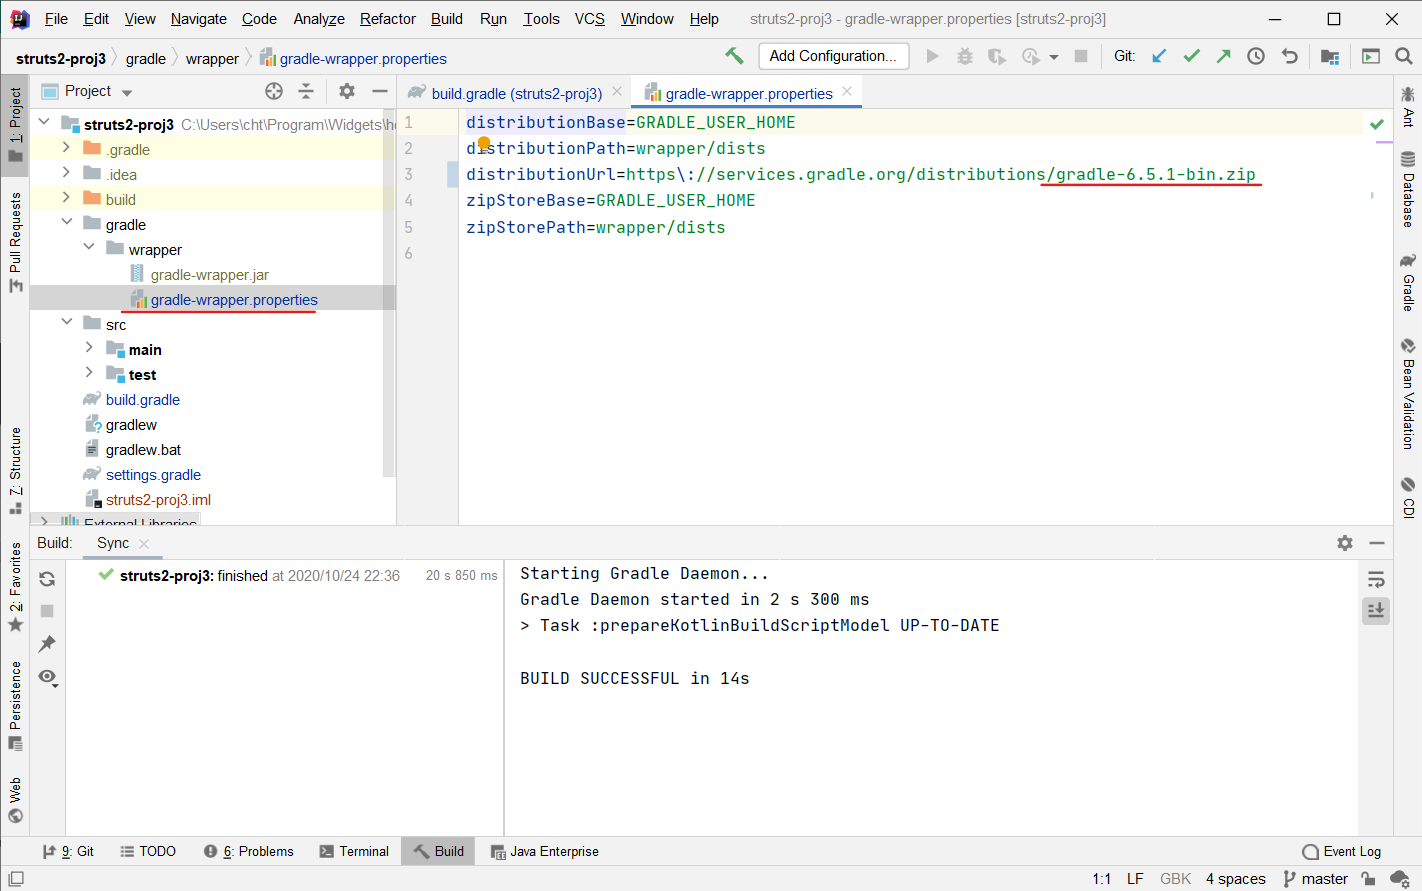 File Edit View Navigate Code Analyze Refactor Build Run Tools VCS Window Help struts2-proj3 - gradle-wrapper.properties [struts2-proj3]
struts2-proj3 gradle wrapper gradle-wrapper.properties Add Configuration... Git:
Project
build.gradle (struts2-proj3)
gradle-wrapper.properties
struts2-proj3 C:\Users\cht\Program\Widgets\
.gradle
.idea
build
gradle
wrapper
gradle-wrapper.jar
gradle-wrapper.properties
src
main
test
build.gradle
gradlew
gradlew.bat
settings.gradle
struts2-proj3.iml
External Libraries
1 distributionBase=GRADLE_USER_HOME
2 distributionPath=wrapper/dists
3 distributionUrl=https\://services.gradle.org/distributions/gradle-6.5.1-bin.zip
4 zipStoreBase=GRADLE_USER_HOME
5 zipStorePath=wrapper/dists
6
1: Project
Pull Requests
7: Structure
2: Favorites
Persistence
Web
Ant
Database
Gradle
Bean Validation
CDI
Build: Sync
struts2-proj3: finished at 2020/10/24 22:36 20 s 850 ms
Starting Gradle Daemon...
Gradle Daemon started in 2 s 300 ms
> Task :prepareKotlinBuildScriptModel UP-TO-DATE
BUILD SUCCESSFUL in 14s
9: Git TODO 6: Problems Terminal Build Java Enterprise Event Log
1:1 LF GBK 4 spaces master